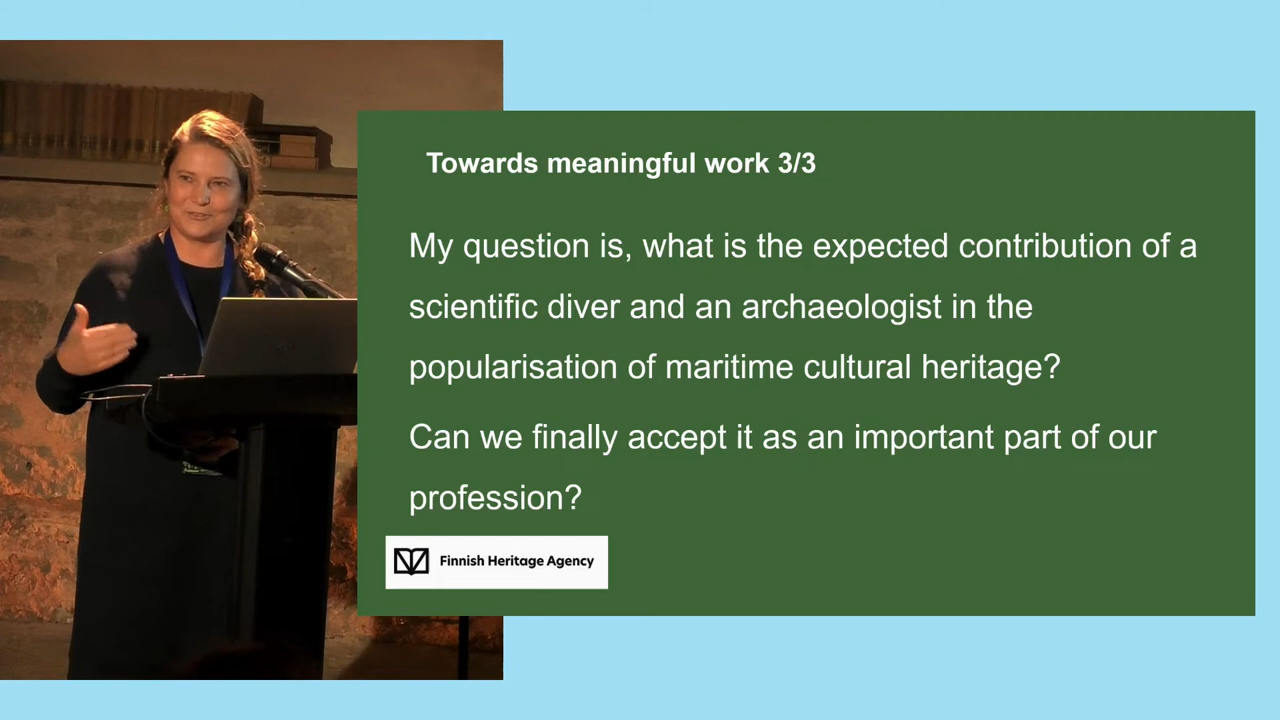 Towards meaningful work 3/3
My question is, what is the expected contribution of a
scientific diver and an archaeologist in the
popularisation of maritime cultural heritage?
Can we finally accept it as an important part of our
profession?
Finnish Heritage Agency